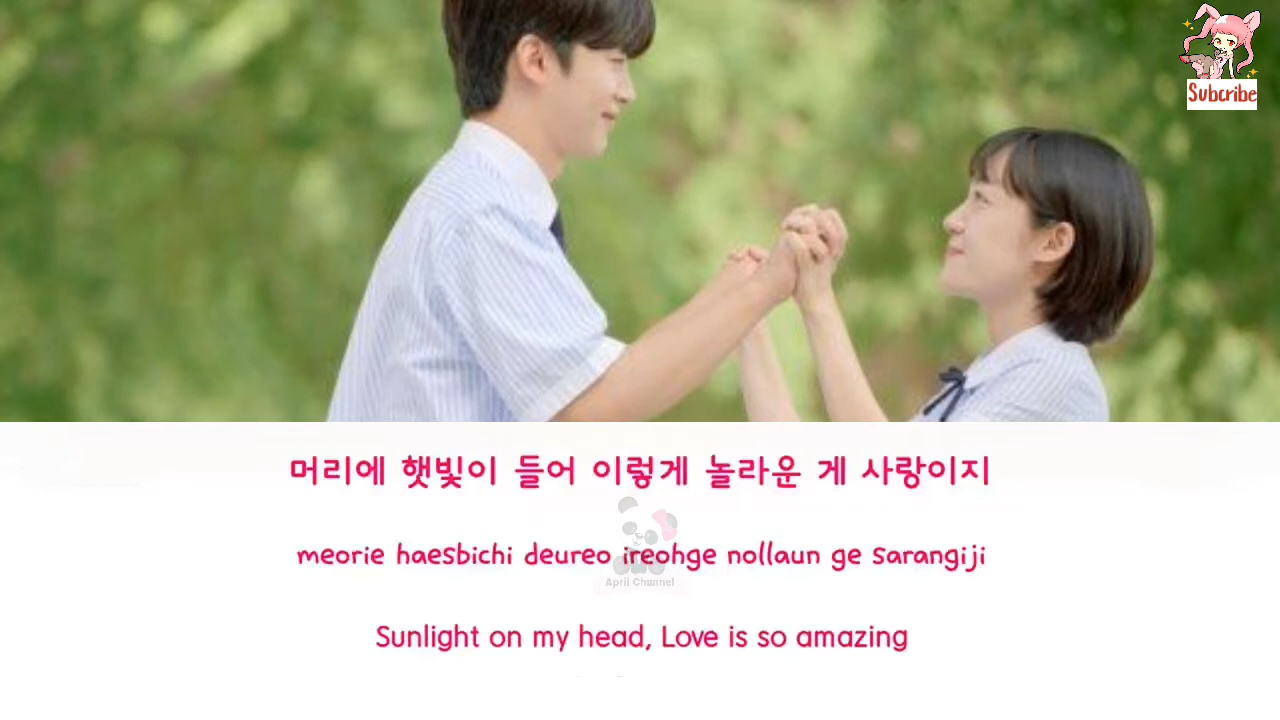 Subcribe
머리에 햇빛이 들어 이렇게 놀라운 게 사랑이지
meorie haesbichi deureo ireohge nollaun ge sarangiji
April Channel
Sunlight on my head, Love is so amazing